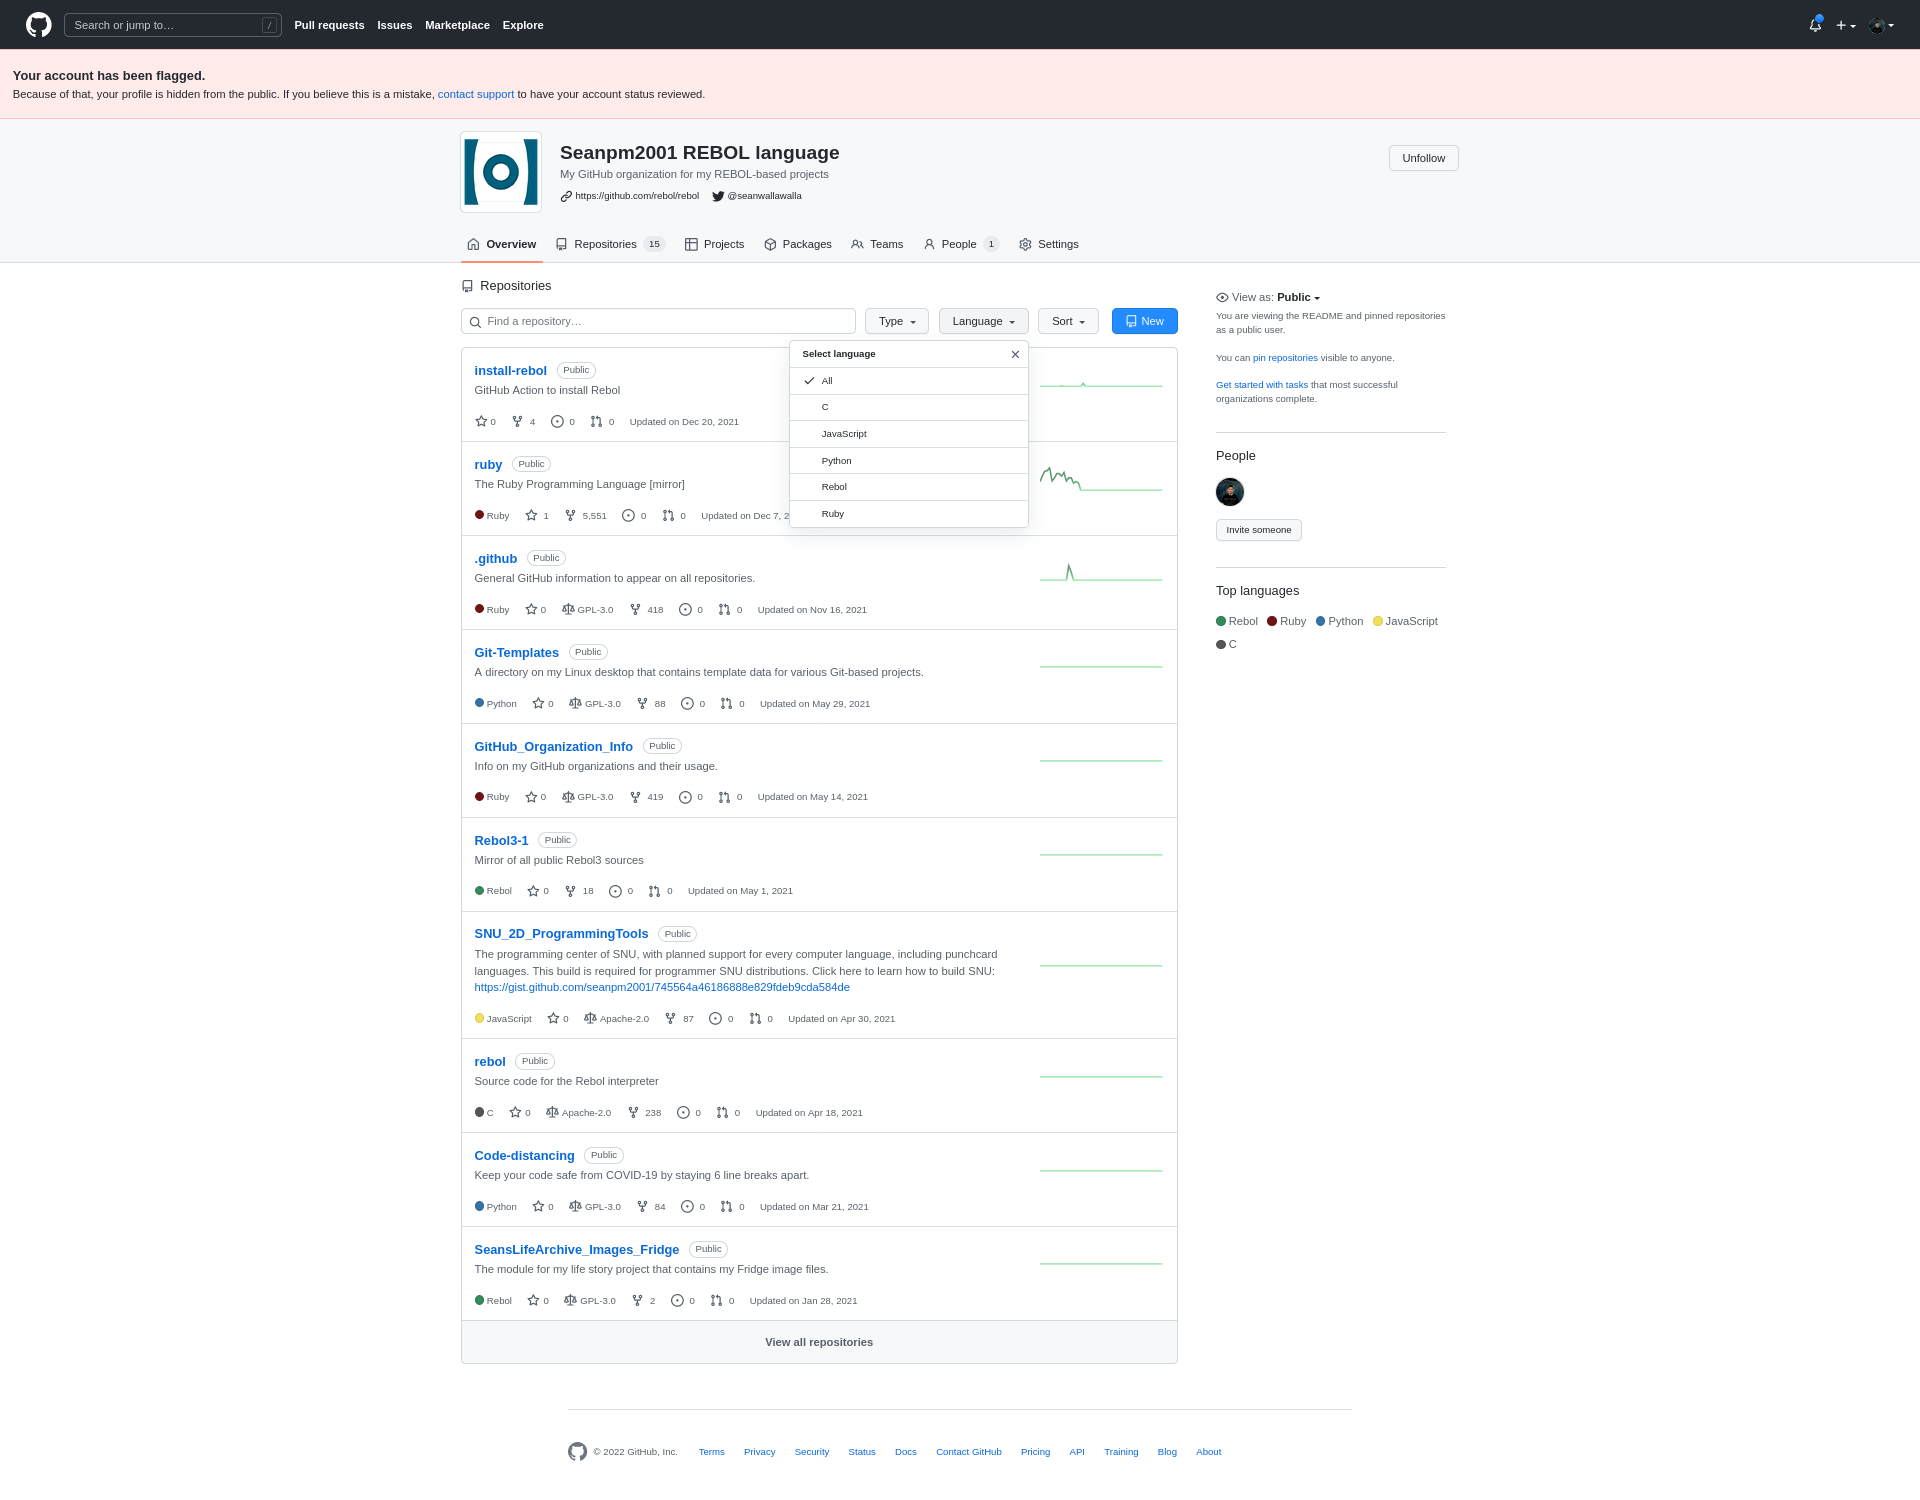 Search or jump to… /
Pull requests Issues Marketplace Explore
Your account has been flagged.
Because of that, your profile is hidden from the public. If you believe this is a mistake, contact support to have your account status reviewed.
Seanpm2001 REBOL language
My GitHub organization for my REBOL-based projects
https://github.com/rebol/rebol @seanwallawalla
Unfollow
Overview Repositories 15 Projects Packages Teams People 1 Settings
Repositories
Find a repository… Type Language Sort New
Select language
All
C
JavaScript
Python
Rebol
Ruby
install-rebol Public
GitHub Action to install Rebol
0 4 0 0 Updated on Dec 20, 2021
ruby Public
The Ruby Programming Language [mirror]
Ruby 1 5,551 0 0 Updated on Dec 7, 2
.github Public
General GitHub information to appear on all repositories.
Ruby 0 GPL-3.0 418 0 0 Updated on Nov 16, 2021
Git-Templates Public
A directory on my Linux desktop that contains template data for various Git-based projects.
Python 0 GPL-3.0 88 0 0 Updated on May 29, 2021
GitHub_Organization_Info Public
Info on my GitHub organizations and their usage.
Ruby 0 GPL-3.0 419 0 0 Updated on May 14, 2021
Rebol3-1 Public
Mirror of all public Rebol3 sources
Rebol 0 18 0 0 Updated on May 1, 2021
SNU_2D_ProgrammingTools Public
The programming center of SNU, with planned support for every computer language, including punchcard
languages. This build is required for programmer SNU distributions. Click here to learn how to build SNU:
https://gist.github.com/seanpm2001/745564a46186888e829fdeb9cda584de
JavaScript 0 Apache-2.0 87 0 0 Updated on Apr 30, 2021
rebol Public
Source code for the Rebol interpreter
C 0 Apache-2.0 238 0 0 Updated on Apr 18, 2021
Code-distancing Public
Keep your code safe from COVID-19 by staying 6 line breaks apart.
Python 0 GPL-3.0 84 0 0 Updated on Mar 21, 2021
SeansLifeArchive_Images_Fridge Public
The module for my life story project that contains my Fridge image files.
Rebol 0 GPL-3.0 2 0 0 Updated on Jan 28, 2021
View all repositories
View as: Public
You are viewing the README and pinned repositories
as a public user.
You can pin repositories visible to anyone.
Get started with tasks that most successful
organizations complete.
People
Invite someone
Top languages
Rebol Ruby Python JavaScript
C
© 2022 GitHub, Inc. Terms Privacy Security Status Docs Contact GitHub Pricing API Training Blog About